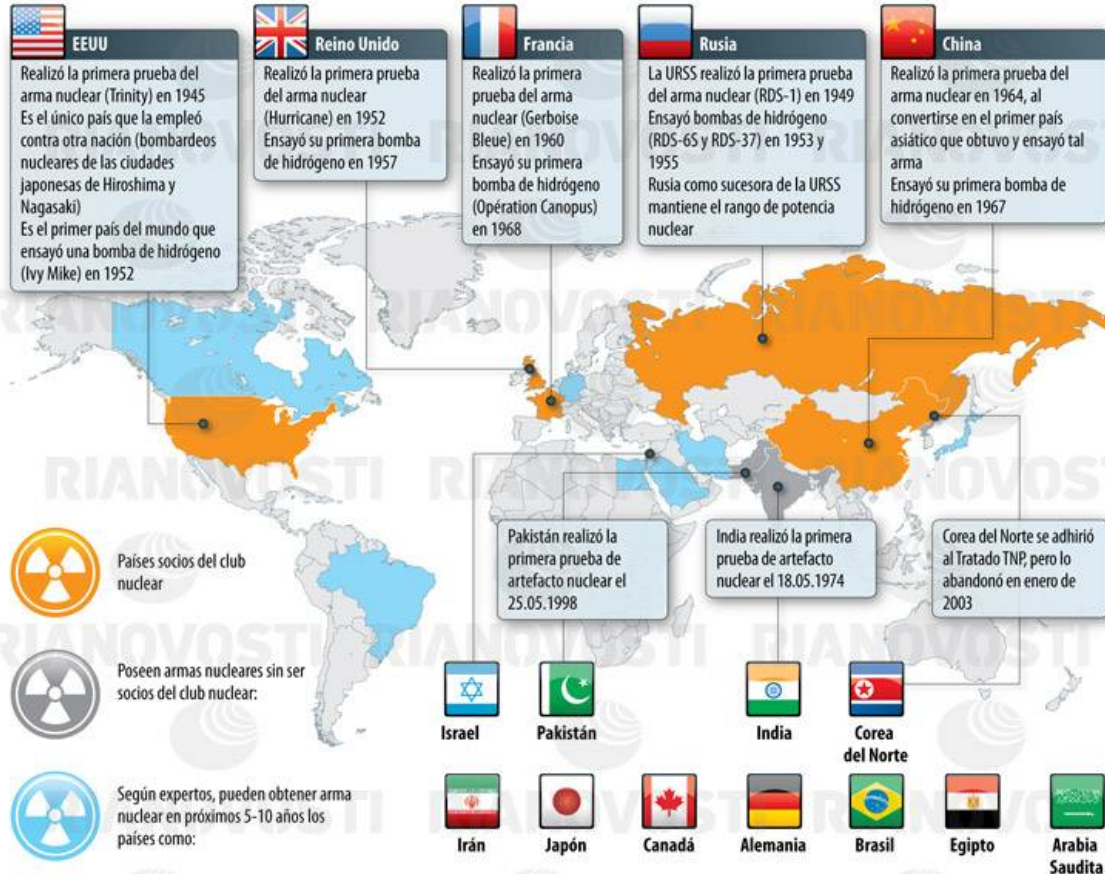 EEUU
Realizó la primera prueba del
arma nuclear (Trinity) en 1945
Es el único país que la empleó
contra otra nación (bombardeos
nucleares de las ciudades
japonesas de Hiroshima y
Nagasaki)
Es el primer país del mundo que
ensayó una bomba de hidrógeno
(Ivy Mike) en 1952
Reino Unido
Realizó la primera prueba
del arma nuclear
(Hurricane) en 1952
Ensayó su primera bomba
de hidrógeno en 1957
Francia
Realizó la primera
prueba del arma
nuclear (Gerboise
Bleue) en 1960
Ensayó su primera
bomba de hidrógeno
(Opération Canopus)
en 1968
Rusia
La URSS realizó la primera prueba
del arma nuclear (RDS-1) en 1949
Ensayó bombas de hidrógeno
(RDS-6S y RDS-37) en 1953 y
1955
Rusia como sucesora de la URSS
mantiene el rango de potencia
nuclear
China
Realizó la primera prueba del
arma nuclear en 1964, al
convertirse en el primer país
asiático que obtuvo y ensayó tal
arma
Ensayó su primera bomba de
hidrógeno en 1967
RIANOVOSTI RIANOVOSTI RIANOVOSTI
RIANOVOSTI RIANOVOSTI RIANOVOSTI
Pakistán realizó la
primera prueba de
artefacto nuclear el
25.05.1998
India realizó la primera
prueba de artefacto
nuclear el 18.05.1974
Corea del Norte se adhirió
al Tratado TNP, pero lo
abandonó en enero de
2003
Países socios del club
nuclear
RIANOVOSTI RIANOVOSTI RIANOVOSTI
Poseen armas nucleares sin ser
socios del club nuclear:
Israel
Pakistán
India
Corea
del Norte
Según expertos, pueden obtener arma
nuclear en próximos 5-10 años los
países como:
RIANOVOSTI RIANOVOSTI RIANOVOSTI
Irán
Japón
Canadá
Alemania
Brasil
Egipto
Arabia
Saudita